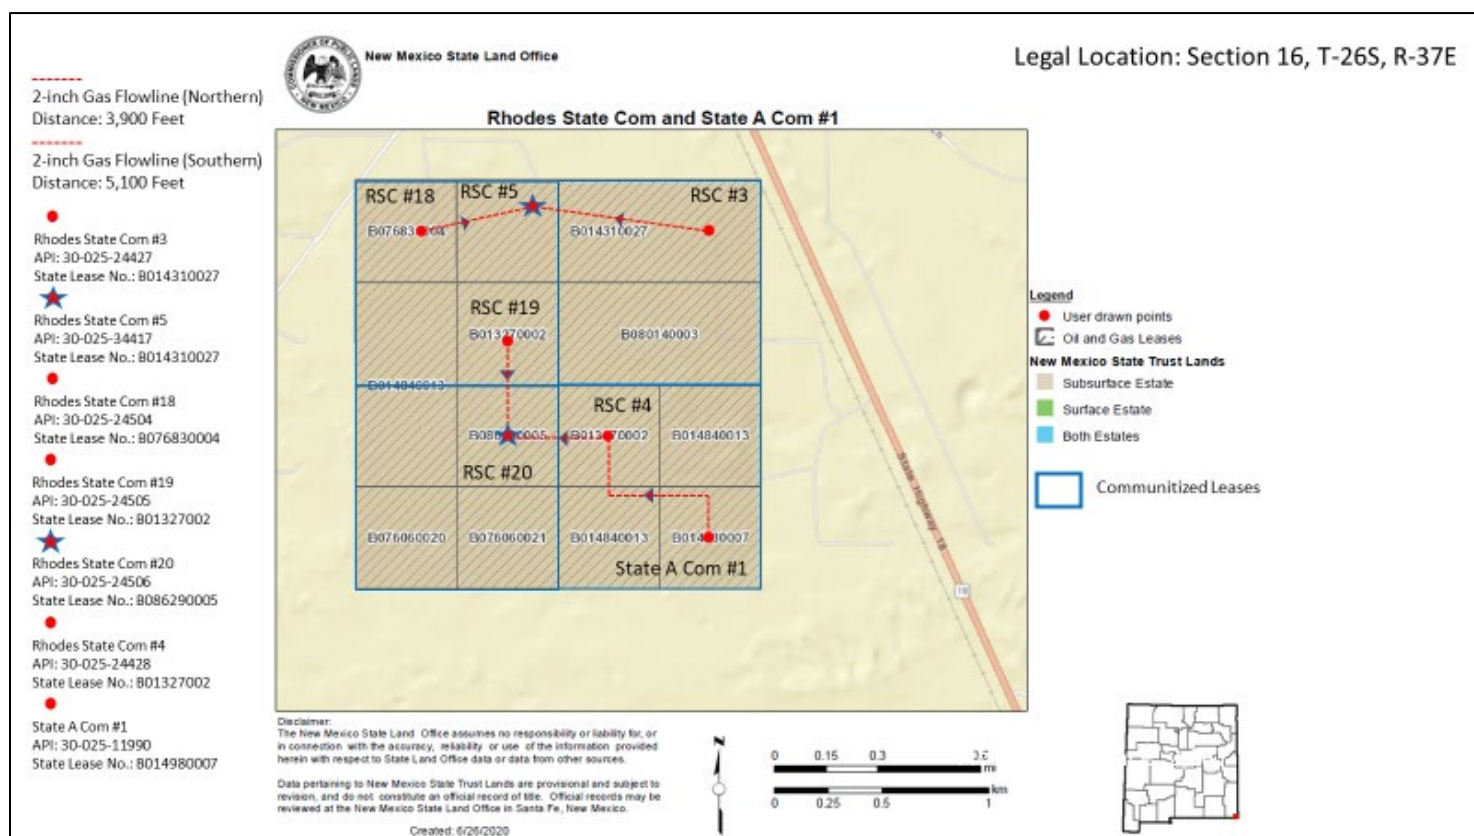 New Mexico State Land Office
Legal Location: Section 16, T-26S, R-37E
COMMISSIONER OF PUBLIC LANDS
NEW MEXICO
2-inch Gas Flowline (Northern)
Distance: 3,900 Feet
2-inch Gas Flowline (Southern)
Distance: 5,100 Feet
Rhodes State Com #3
API: 30-025-24427
State Lease No.: B014310027
Rhodes State Com #5
API: 30-025-34417
State Lease No.: B014310027
Rhodes State Com #18
API: 30-025-24504
State Lease No.: B076830004
Rhodes State Com #19
API: 30-025-24505
State Lease No.: B01327002
Rhodes State Com #20
API: 30-025-24506
State Lease No.: B086290005
Rhodes State Com #4
API: 30-025-24428
State Lease No.: B01327002
State A Com #1
API: 30-025-11990
State Lease No.: B014980007
Rhodes State Com and State A Com #1
RSC #18
RSC #5
RSC #3
B014310027
RSC #19
B013270002
B080140003
B014840013
RSC #4
B014840013
RSC #20
B076060020
B076060021
B014840013
State A Com #1
State Highway 18
18
Legend
User drawn points
Oil and Gas Leases
New Mexico State Trust Lands
Subsurface Estate
Surface Estate
Both Estates
Communitized Leases
Disclaimer:
The New Mexico State Land Office assumes no responsibility or liability for, or
in connection with the accuracy, reliability or use of the information provided
herein with respect to State Land Office data or data from other sources.
Data pertaining to New Mexico State Trust Lands are provisional and subject to
revision, and do not constitute an official record of title. Official records may be
reviewed at the New Mexico State Land Office in Santa Fe, New Mexico.
Created: 6/26/2020
N
0 0.15 0.3
mi
km
0 0.25 0.5 1